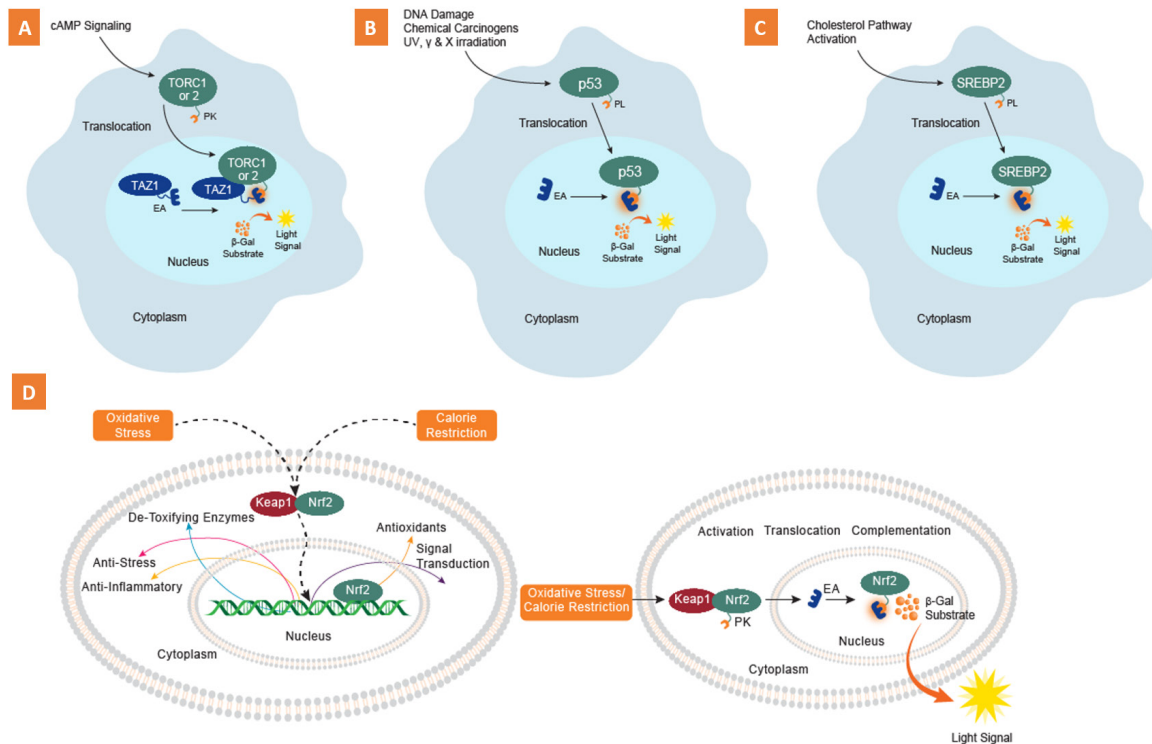 A
cAMP Signaling
TORC1
or 2
PK
Translocation
TORC1
or 2
TAZ1
TAZ1
EA
β-Gal
Substrate
Light
Signal
Nucleus
Cytoplasm
B
DNA Damage
Chemical Carcinogens
UV, γ & X irradiation
p53
PL
Translocation
p53
EA
β-Gal
Substrate
Light
Signal
Nucleus
Cytoplasm
C
Cholesterol Pathway
Activation
SREBP2
PL
Translocation
SREBP2
EA
β-Gal
Substrate
Light
Signal
Nucleus
Cytoplasm
D
Oxidative
Stress
Calorie
Restriction
Keap1
Nrf2
De-Toxifying Enzymes
Antioxidants
Anti-Stress
Signal
Transduction
Anti-Inflammatory
Nrf2
Nucleus
Cytoplasm
Oxidative Stress/
Calorie Restriction
Activation
Translocation
Complementation
Keap1
Nrf2
PK
EA
Nrf2
β-Gal
Substrate
Nucleus
Cytoplasm
Light Signal